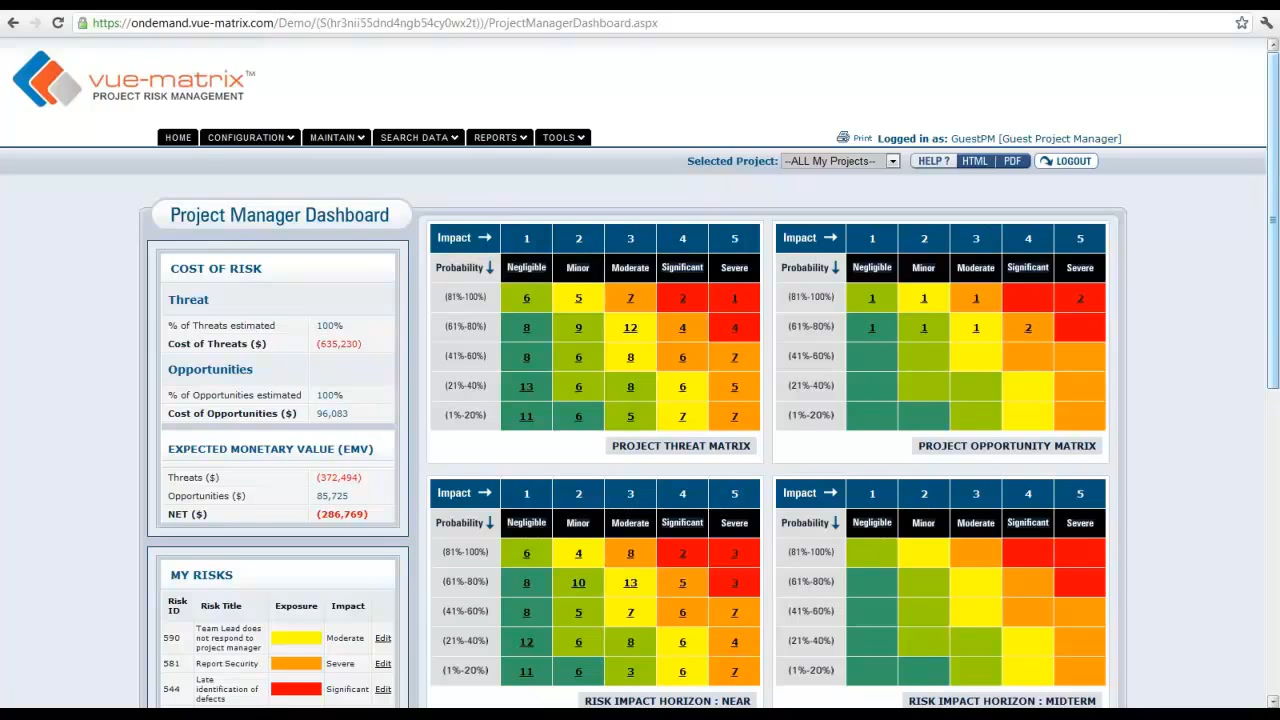 https://ondemand.vue-matrix.com/Demo/(S(hr3nii55dnd4ngb54cy0wx2t))/ProjectManagerDashboard.aspx
vue-matrix™
PROJECT RISK MANAGEMENT
HOME CONFIGURATION MAINTAIN SEARCH DATA REPORTS TOOLS
Print Logged in as: GuestPM [Guest Project Manager]
Selected Project: --ALL My Projects-- HELP ? HTML | PDF LOGOUT
Project Manager Dashboard
COST OF RISK
Threat
% of Threats estimated 100%
Cost of Threats ($) (635,230)
Opportunities
% of Opportunities estimated 100%
Cost of Opportunities ($) 96,083
EXPECTED MONETARY VALUE (EMV)
Threats ($) (372,494)
Opportunities ($) 85,725
NET ($) (286,769)
MY RISKS
Risk ID Risk Title Exposure Impact
590 Team Lead does not respond to project manager Moderate Edit
581 Report Security Severe Edit
544 Late identification of defects Significant Edit
Impact → 1 2 3 4 5
Probability ↓ Negligible Minor Moderate Significant Severe
(81%-100%) 6 5 7 2 1
(61%-80%) 8 9 12 4 4
(41%-60%) 8 6 8 6 7
(21%-40%) 13 6 8 6 5
(1%-20%) 11 6 5 7 7
PROJECT THREAT MATRIX
Impact → 1 2 3 4 5
Probability ↓ Negligible Minor Moderate Significant Severe
(81%-100%) 1 1 1 2
(61%-80%) 1 1 1 2
(41%-60%)
(21%-40%)
(1%-20%)
PROJECT OPPORTUNITY MATRIX
Impact → 1 2 3 4 5
Probability ↓ Negligible Minor Moderate Significant Severe
(81%-100%) 6 4 8 2 3
(61%-80%) 8 10 13 5 3
(41%-60%) 8 5 7 6 7
(21%-40%) 12 6 8 6 4
(1%-20%) 11 6 3 6 7
RISK IMPACT HORIZON : NEAR
Impact → 1 2 3 4 5
Probability ↓ Negligible Minor Moderate Significant Severe
(81%-100%)
(61%-80%)
(41%-60%)
(21%-40%)
(1%-20%)
RISK IMPACT HORIZON : MIDTERM